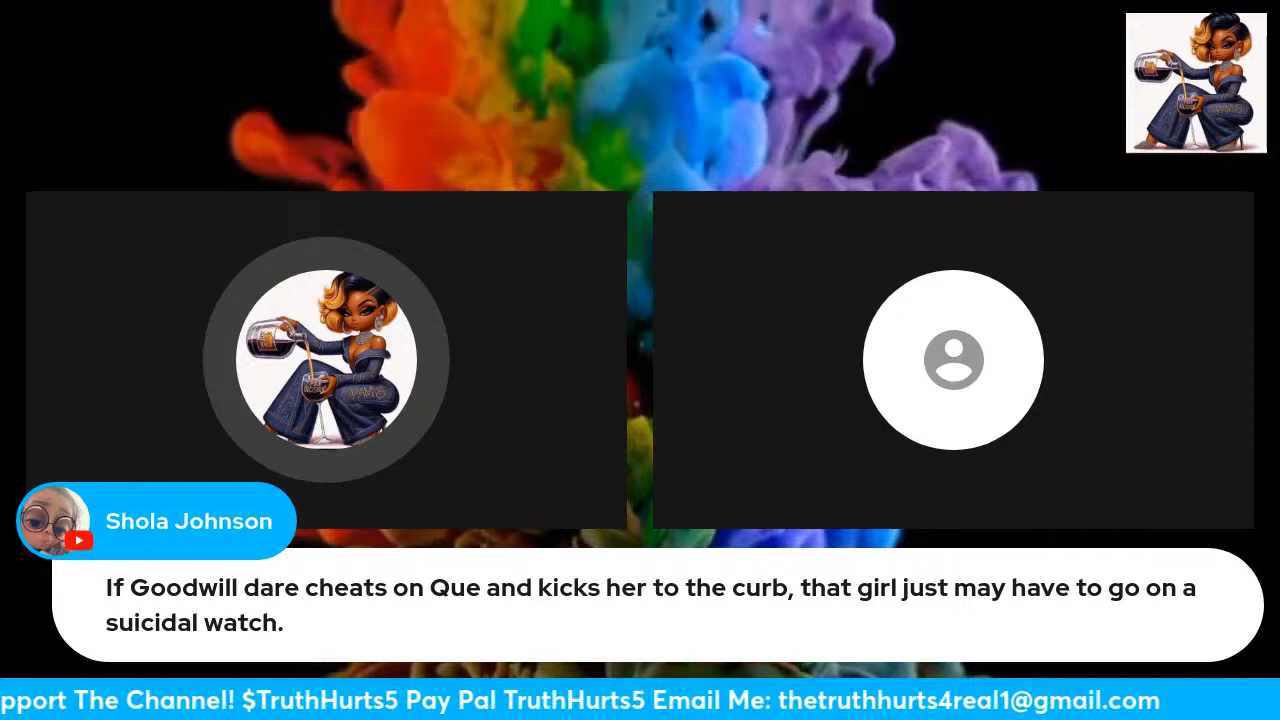 Shola Johnson
If Goodwill dare cheats on Que and kicks her to the curb, that girl just may have to go on a
suicidal watch.
pport The Channel! $TruthHurts5 Pay Pal TruthHurts5 Email Me: thetruthhurts4real1@gmail.com